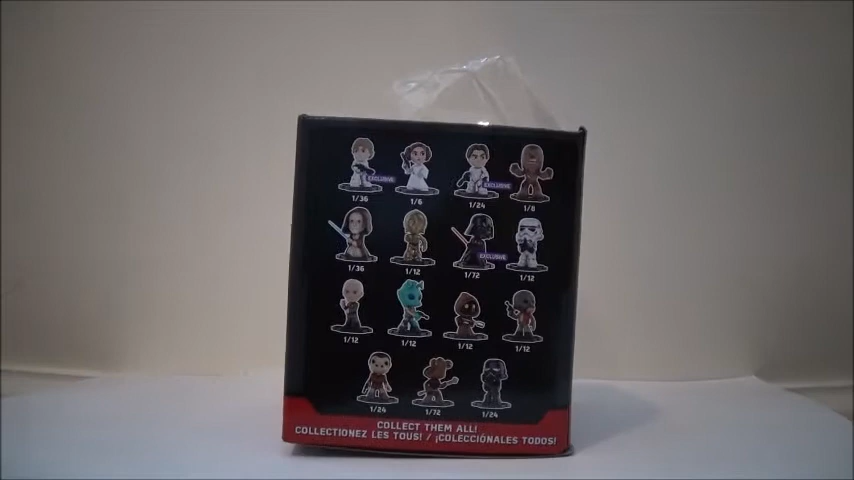 EXCLUSIVE EXCLUSIVE
1/36 1/6 1/24 1/8
EXCLUSIVE
1/36 1/12 1/72 1/12
1/12 1/12 1/12 1/12
1/24 1/72 1/24
COLLECT THEM ALL!
COLLECTIONEZ LES TOUS! / ¡COLECCIÓNALES TODOS!